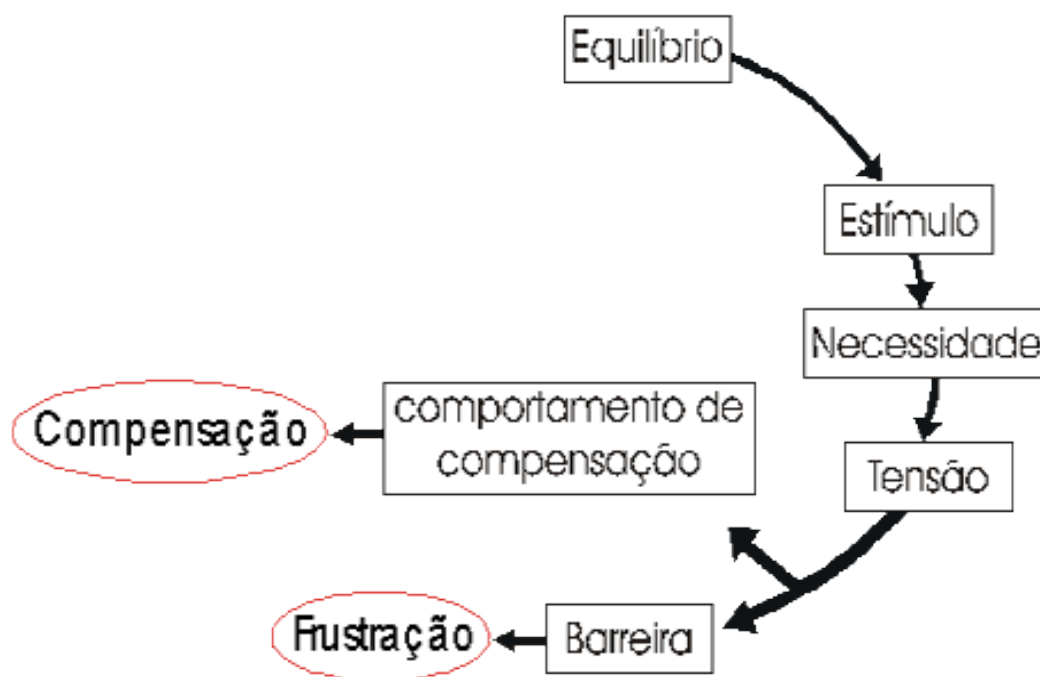 Equilíbrio
Estímulo
Necessidade
Tensão
comportamento de
compensação
Compensação
Barreira
Frustração